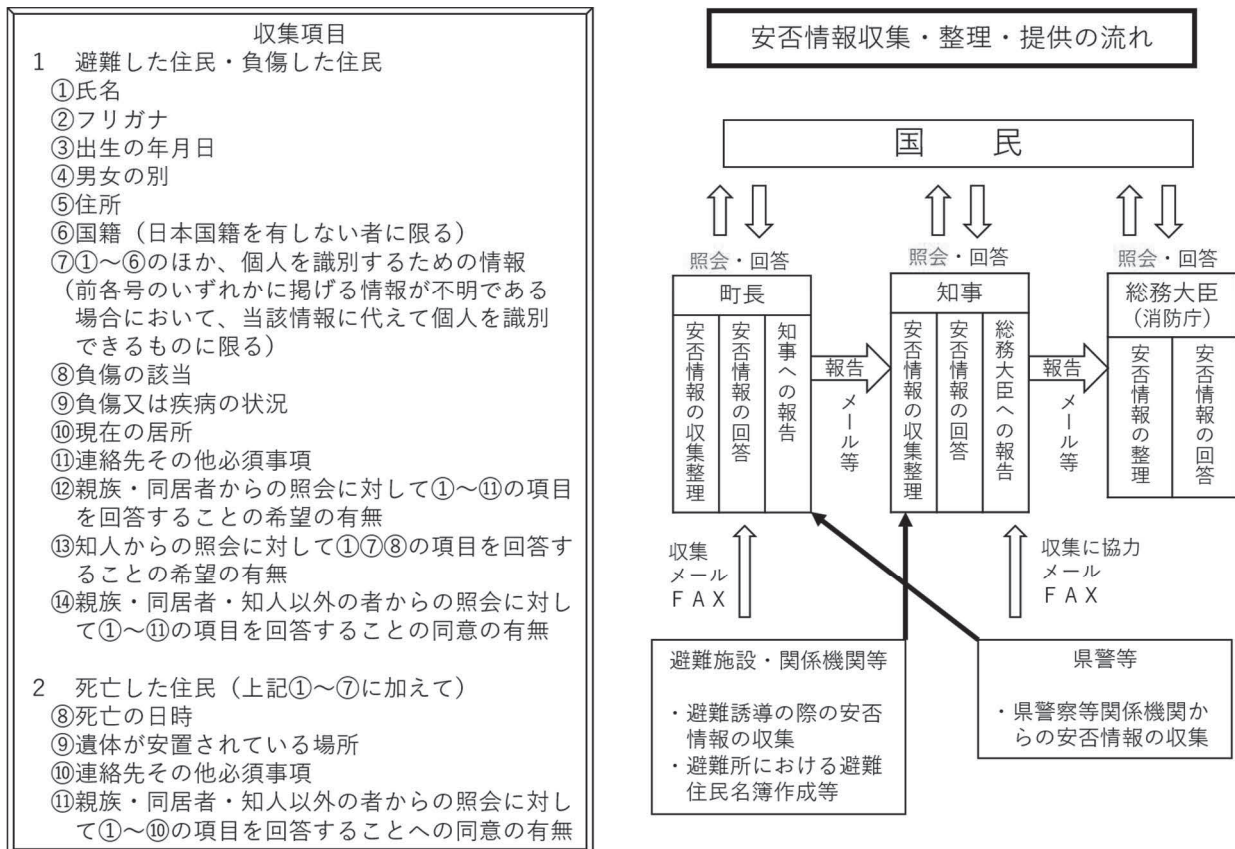 収集項目
1　避難した住民・負傷した住民
①氏名
②フリガナ
③出生の年月日
④男女の別
⑤住所
⑥国籍（日本国籍を有しない者に限る）
⑦①～⑥のほか、個人を識別するための情報
（前各号のいずれかに掲げる情報が不明である
場合において、当該情報に代えて個人を識別
できるものに限る）
⑧負傷の該当
⑨負傷又は疾病の状況
⑩現在の居所
⑪連絡先その他必須事項
⑫親族・同居者からの照会に対して①～⑪の項目
を回答することの希望の有無
⑬知人からの照会に対して①⑦⑧の項目を回答す
ることの希望の有無
⑭親族・同居者・知人以外の者からの照会に対し
て①～⑪の項目を回答することの同意の有無
2　死亡した住民（上記①～⑦に加えて）
⑧死亡の日時
⑨遺体が安置されている場所
⑩連絡先その他必須事項
⑪親族・同居者・知人以外の者からの照会に対し
て①～⑩の項目を回答することへの同意の有無
安否情報収集・整理・提供の流れ
国　　民
照会・回答
照会・回答
照会・回答
町長
安否情報の収集整理
安否情報の回答
知事への報告
報告
メール等
知事
安否情報の収集整理
安否情報の回答
総務大臣への報告
報告
メール等
総務大臣
（消防庁）
安否情報の整理
安否情報の回答
収集
メール
ＦＡＸ
収集に協力
メール
ＦＡＸ
避難施設・関係機関等
・避難誘導の際の安否
情報の収集
・避難所における避難
住民名簿作成等
県警等
・県警察等関係機関か
らの安否情報の収集